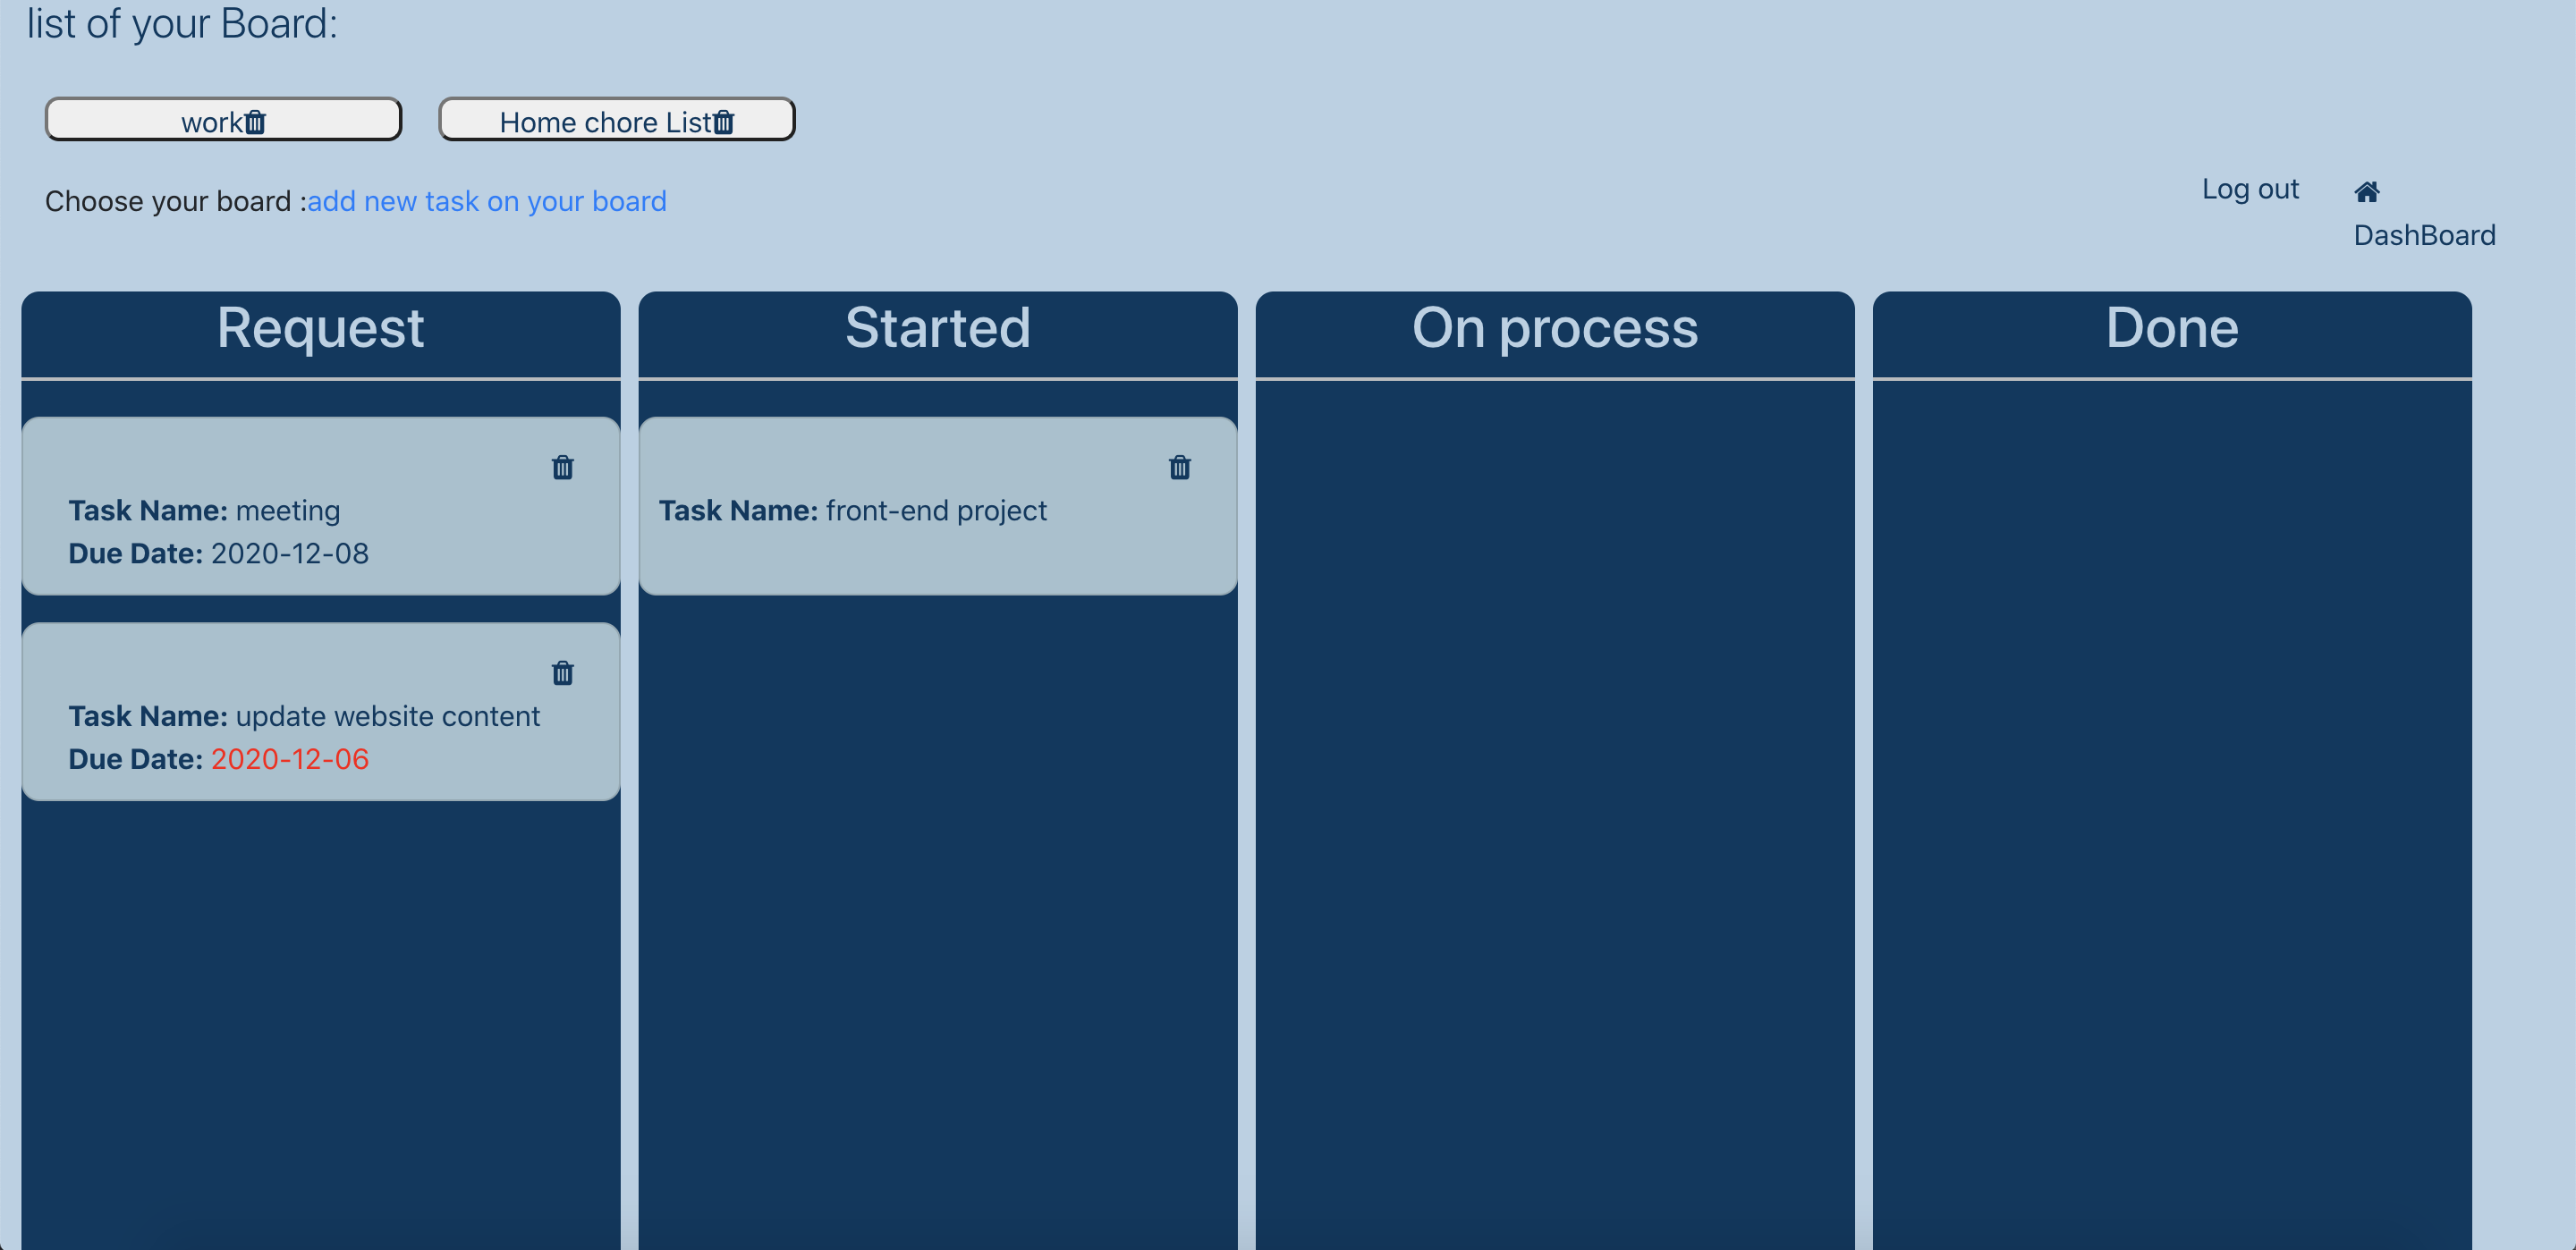 list of your Board:
work
Home chore List
Choose your board :add new task on your board
Log out
DashBoard
Request
Started
On process
Done
Task Name: meeting
Due Date: 2020-12-08
Task Name: update website content
Due Date: 2020-12-06
Task Name: front-end project